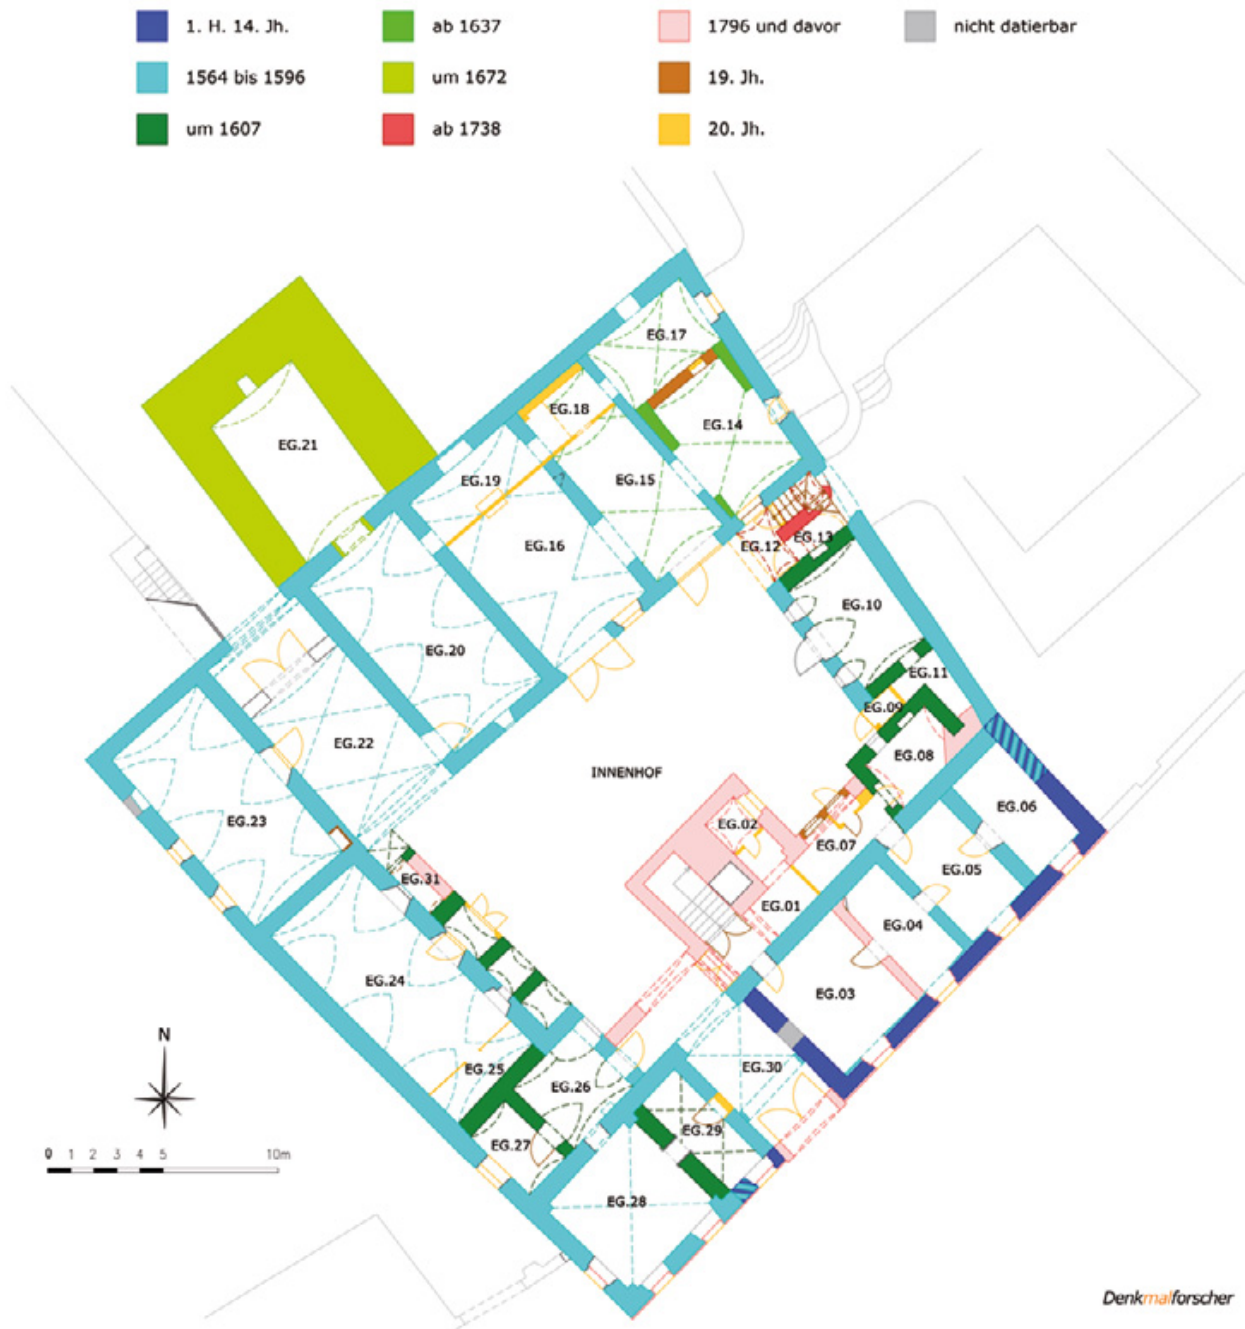 1. H. 14. Jh.
ab 1637
1796 und davor
nicht datierbar
1564 bis 1596
um 1672
19. Jh.
um 1607
ab 1738
20. Jh.
EG.17
EG.18
EG.14
EG.21
EG.19
EG.15
EG.16
EG.12
EG.13
EG.10
EG.20
EG.11
EG.09
EG.22
EG.08
INNENHOF
EG.06
EG.23
EG.02
EG.07
EG.05
EG.31
EG.01
EG.04
EG.24
EG.03
N
EG.25
EG.30
EG.26
EG.29
EG.27
0 1 2 3 4 5 10m
EG.28
Denkmalforscher